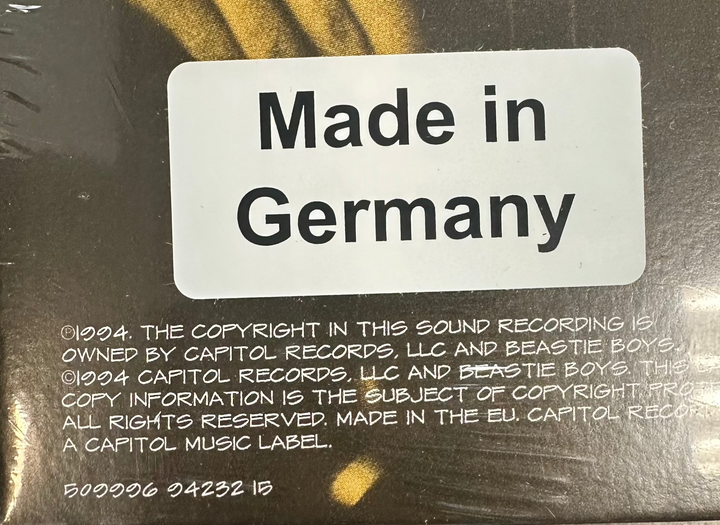 Made in
Germany
℗1994. THE COPYRIGHT IN THIS SOUND RECORDING IS
OWNED BY CAPITOL RECORDS, LLC AND BEASTIE BOYS.
©1994 CAPITOL RECORDS, LLC AND BEASTIE BOYS. THIS
COPY INFORMATION IS THE SUBJECT OF COPYRIGHT
ALL RIGHTS RESERVED. MADE IN THE EU. CAPITOL
A CAPITOL MUSIC LABEL.
509996 94232 15